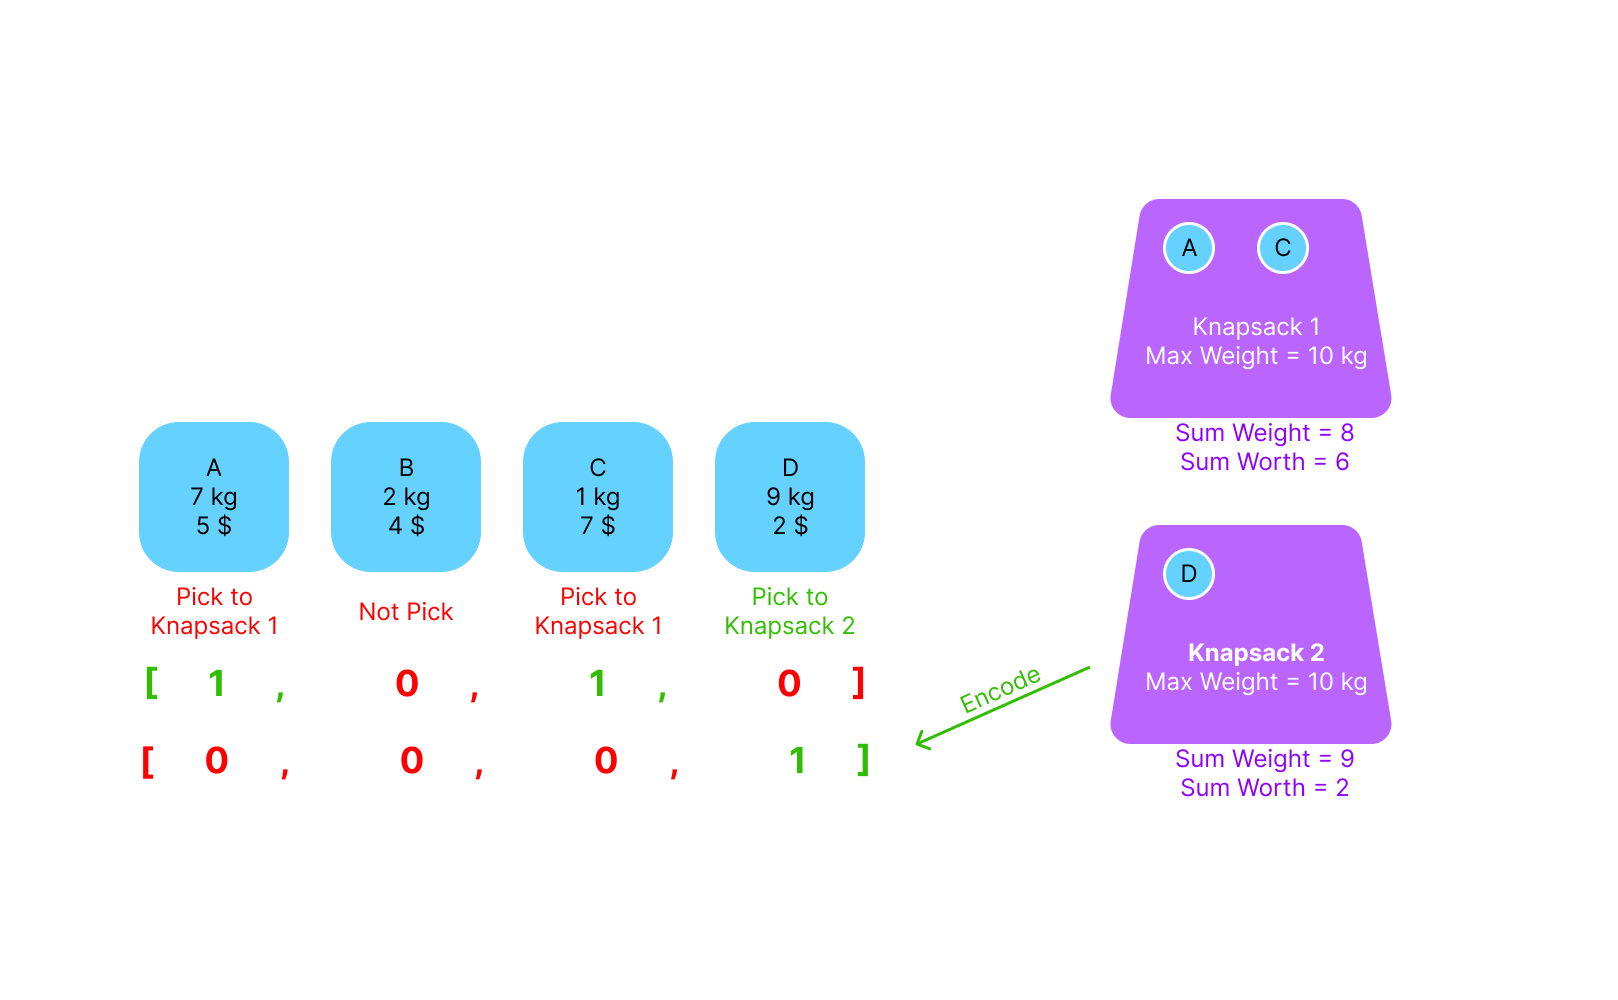 A
C
Knapsack 1
Max Weight = 10 kg
Sum Weight = 8
Sum Worth = 6
A
7 kg
5 $
B
2 kg
4 $
C
1 kg
7 $
D
9 kg
2 $
Pick to
Knapsack 1
Not Pick
Pick to
Knapsack 1
Pick to
Knapsack 2
[ 1 , 0 , 1 , 0 ]
[ 0 , 0 , 0 , 1 ]
Encode
D
Knapsack 2
Max Weight = 10 kg
Sum Weight = 9
Sum Worth = 2